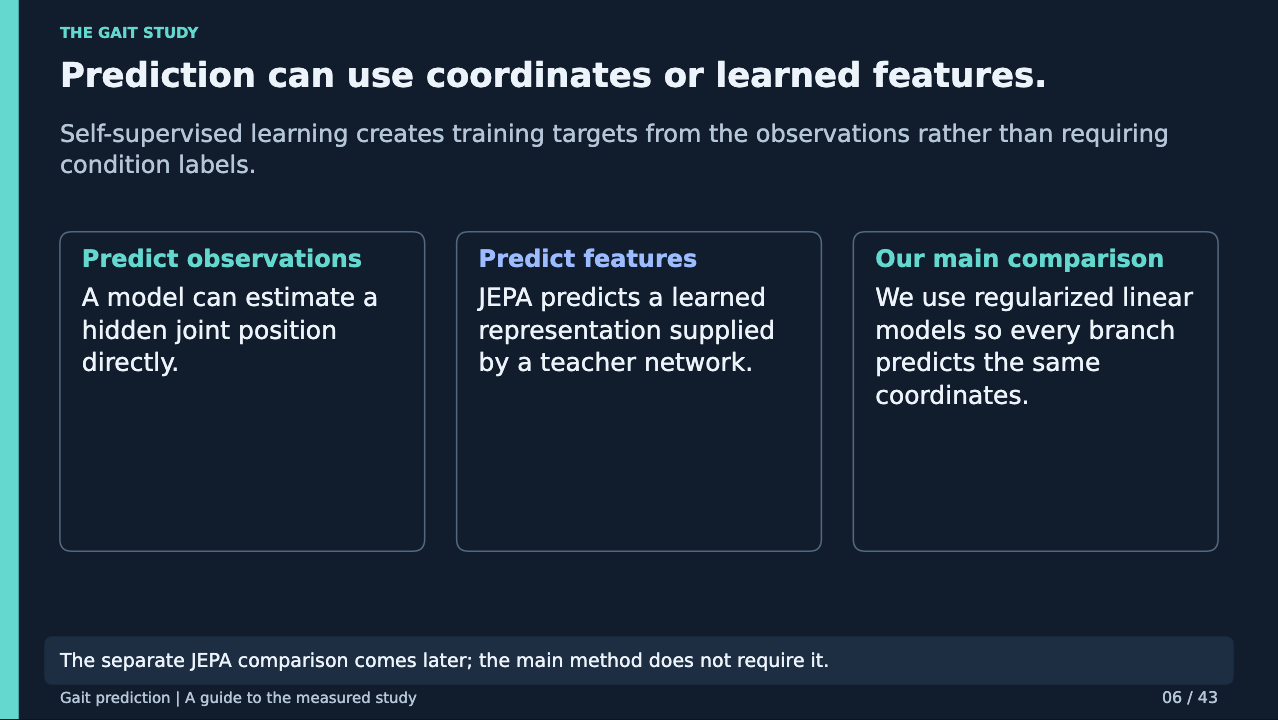 THE GAIT STUDY
Prediction can use coordinates or learned features.
Self-supervised learning creates training targets from the observations rather than requiring
condition labels.
Predict observations
A model can estimate a
hidden joint position
directly.
Predict features
JEPA predicts a learned
representation supplied
by a teacher network.
Our main comparison
We use regularized linear
models so every branch
predicts the same
coordinates.
The separate JEPA comparison comes later; the main method does not require it.
Gait prediction | A guide to the measured study
06 / 43